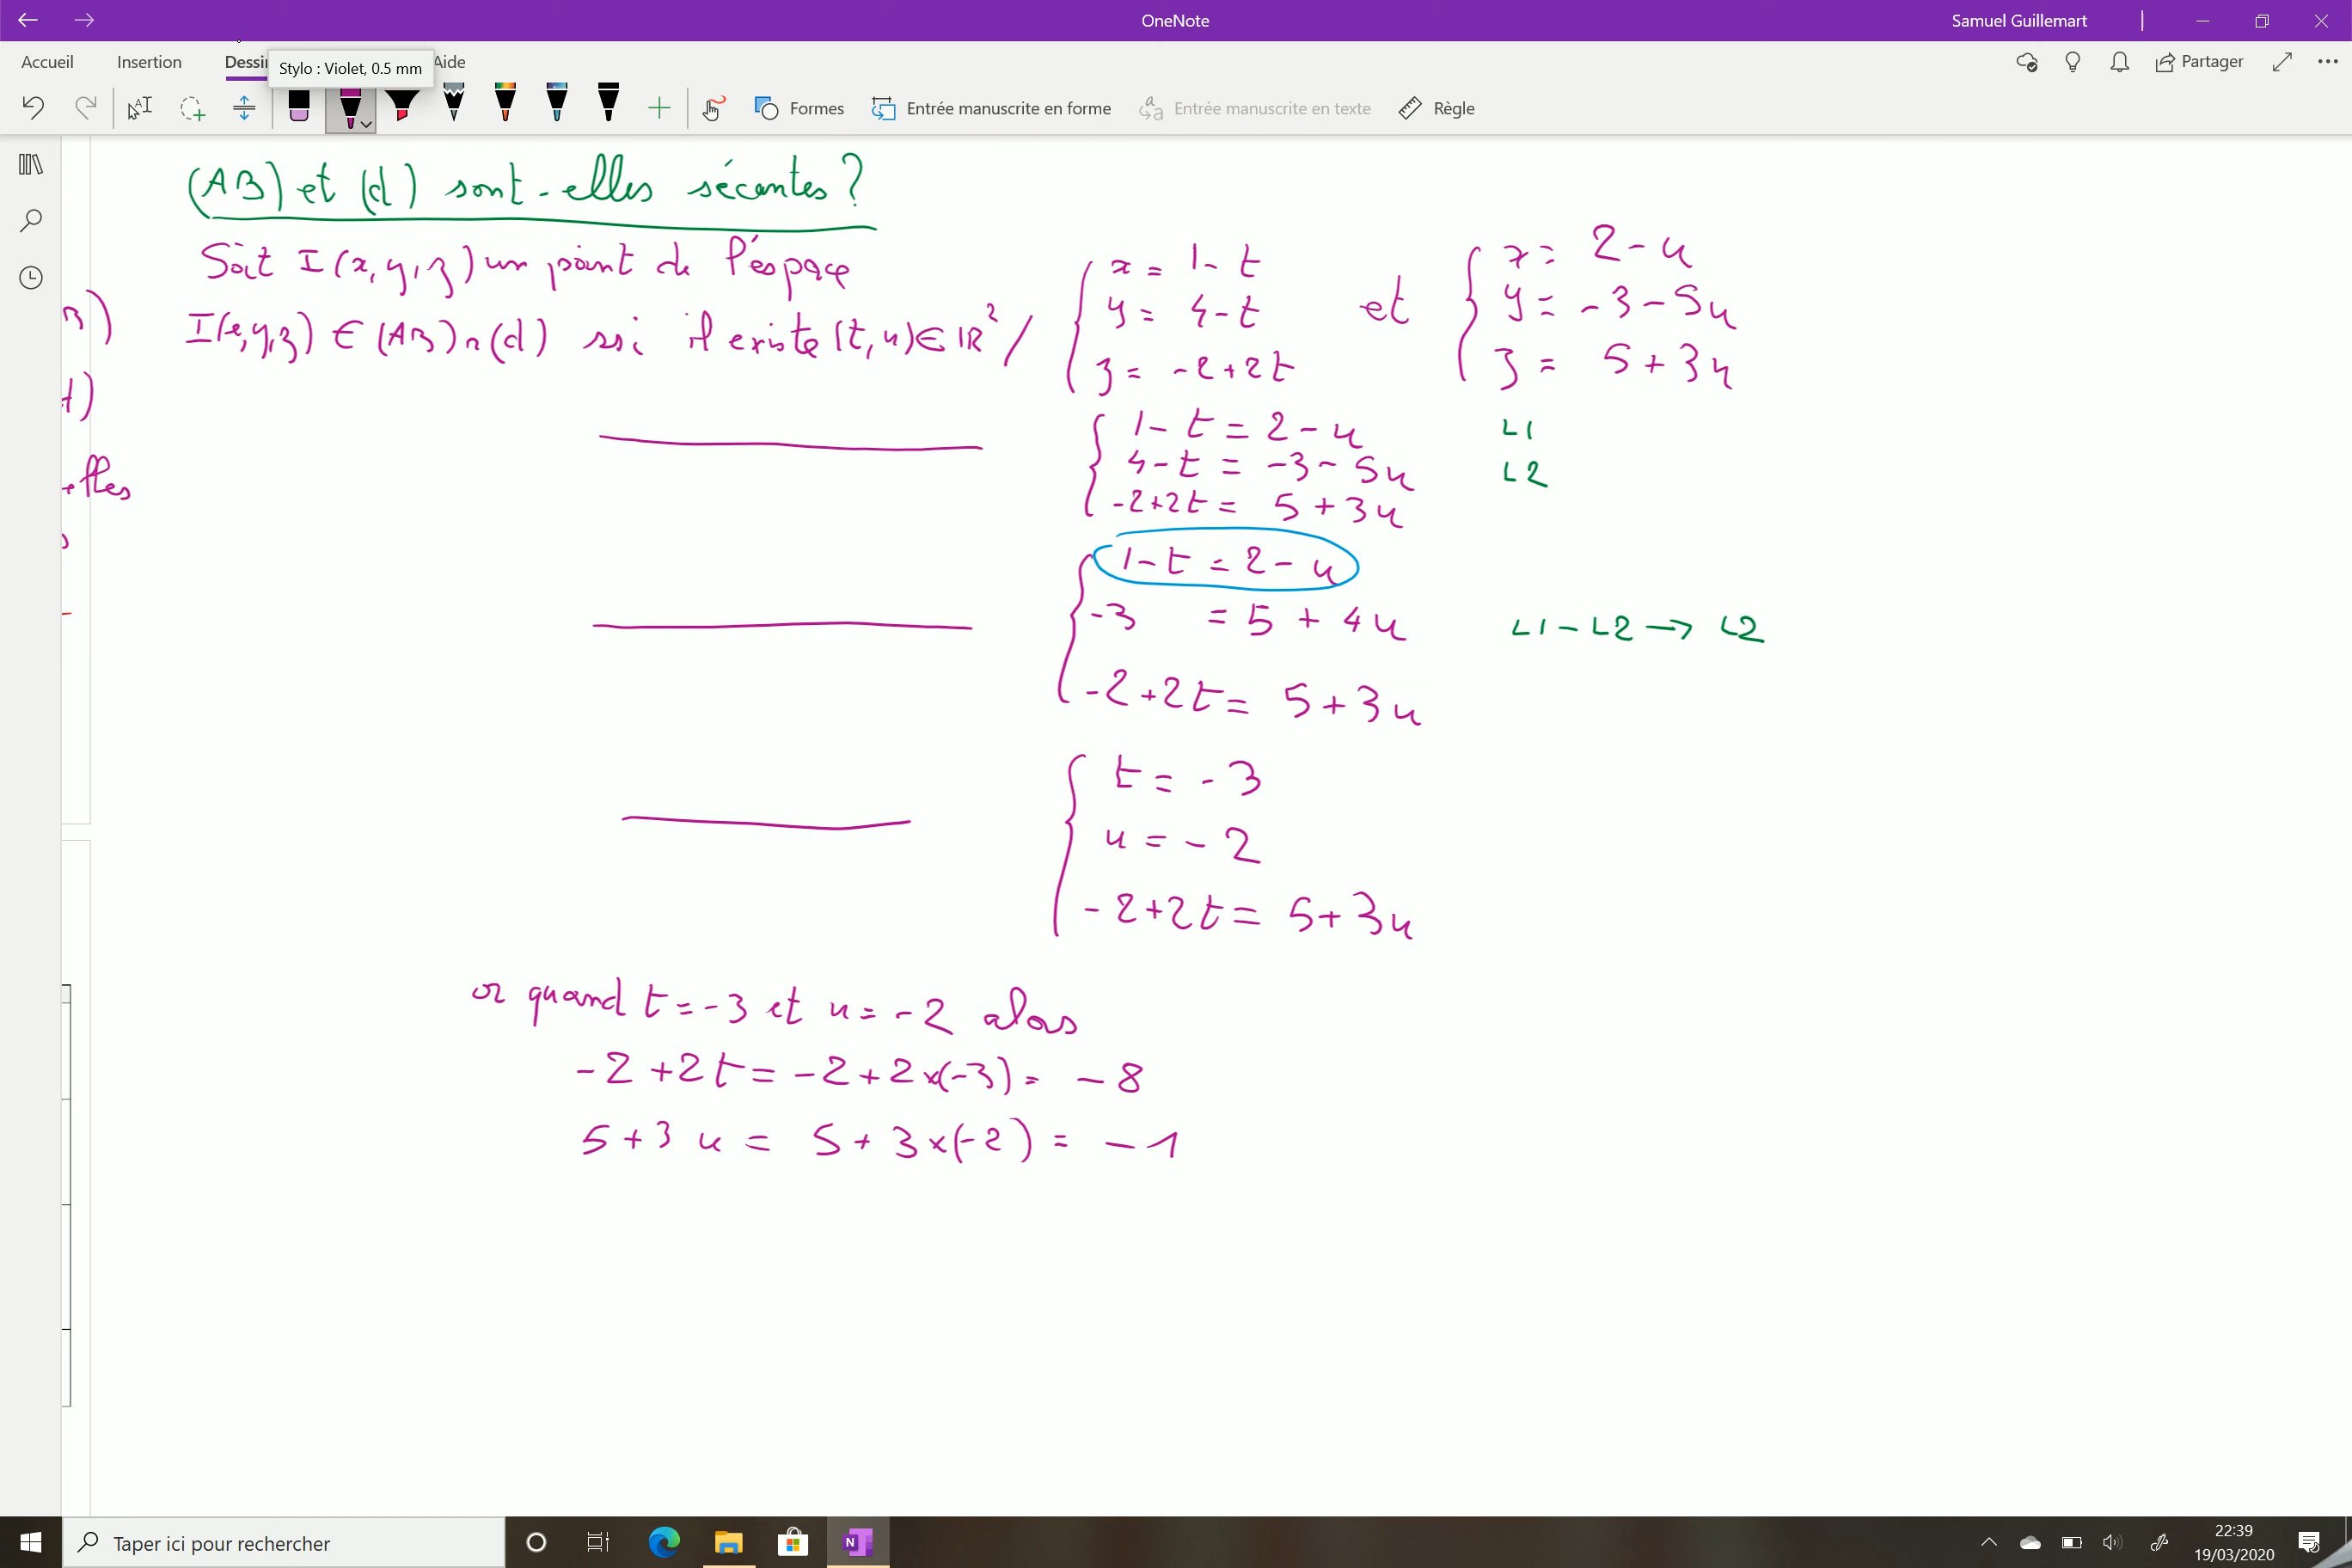 OneNote
Samuel Guillemart
Accueil Insertion Dessi Aide
Stylo : Violet, 0.5 mm
Partager
Formes Entrée manuscrite en forme Entrée manuscrite en texte Règle
(AB) et (d) sont-elles sécantes ?
Soit I(x,y,z) un point de l'espace
I(x,y,z) ∈ (AB)∩(d) ssi il existe (t,u)∈ℝ² / { x = 1-t et { x = 2-u
y = 4-t y = -3-5u
z = -2+2t z = 5+3u
{ 1-t = 2-u L1
4-t = -3-5u L2
-2+2t = 5+3u
{ 1-t = 2-u
-3 = 5+4u L1-L2 → L2
-2+2t = 5+3u
{ t = -3
u = -2
-2+2t = 5+3u
or quand t=-3 et u=-2 alors
-2+2t = -2+2×(-3) = -8
5+3u = 5+3×(-2) = -1
B)
elles
Taper ici pour rechercher
N
22:39
19/03/2020